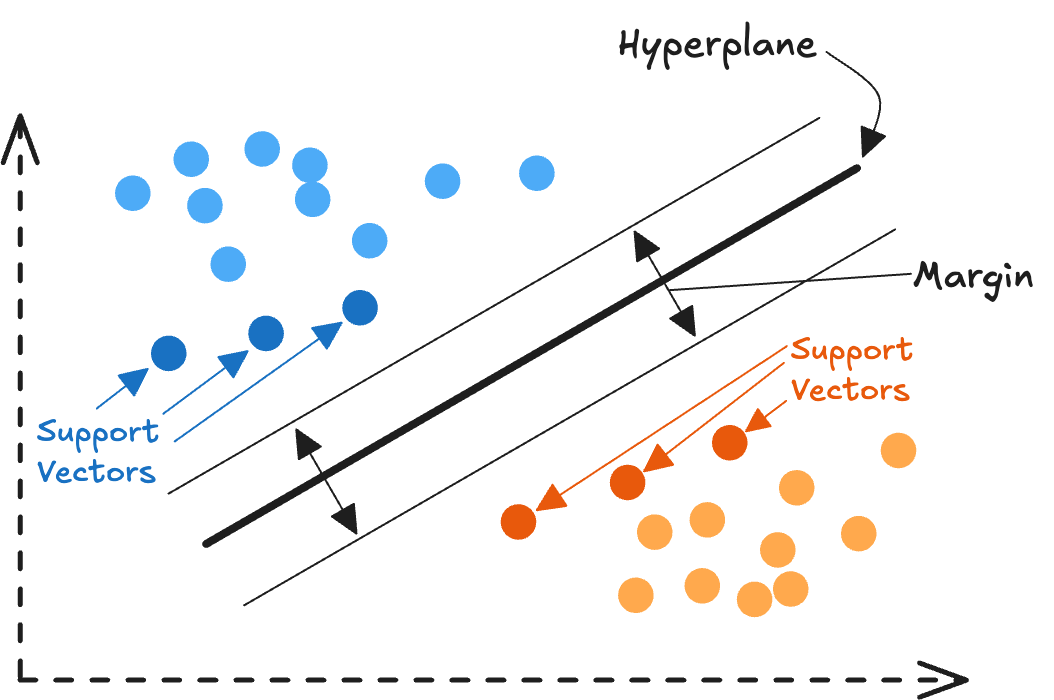 Hyperplane
Margin
Support
Vectors
Support
Vectors